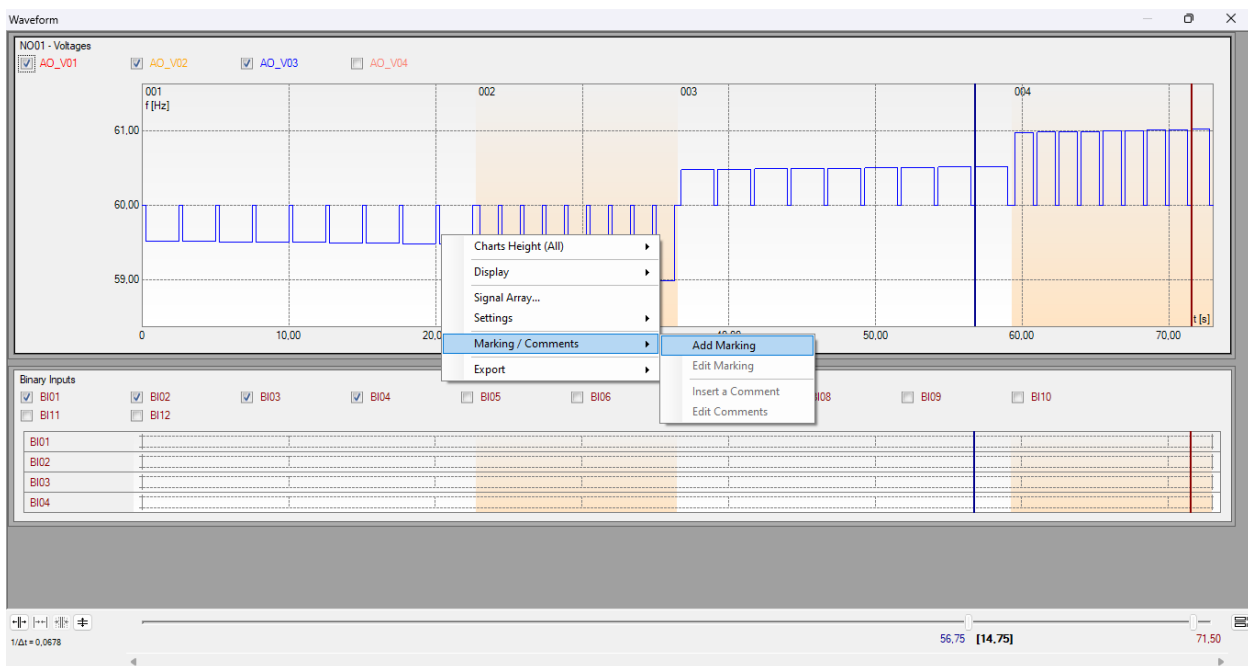 Waveform
NO01 - Voltages
AO_V01 AO_V02 AO_V03 AO_V04
001 002 003 004
f [Hz]
61,00
60,00
59,00
Charts Height (All)
Display
Signal Array...
Settings
Marking / Comments
Export
Add Marking
Edit Marking
Insert a Comment
Edit Comments
t [s]
0 10,00 50,00 60,00 70,00
Binary Inputs
BI01 BI02 BI03 BI04 BI05 BI06 BI09 BI10
BI11 BI12
BI01
BI02
BI03
BI04
1/Δt = 0,0678
56,75 [14,75] 71,50